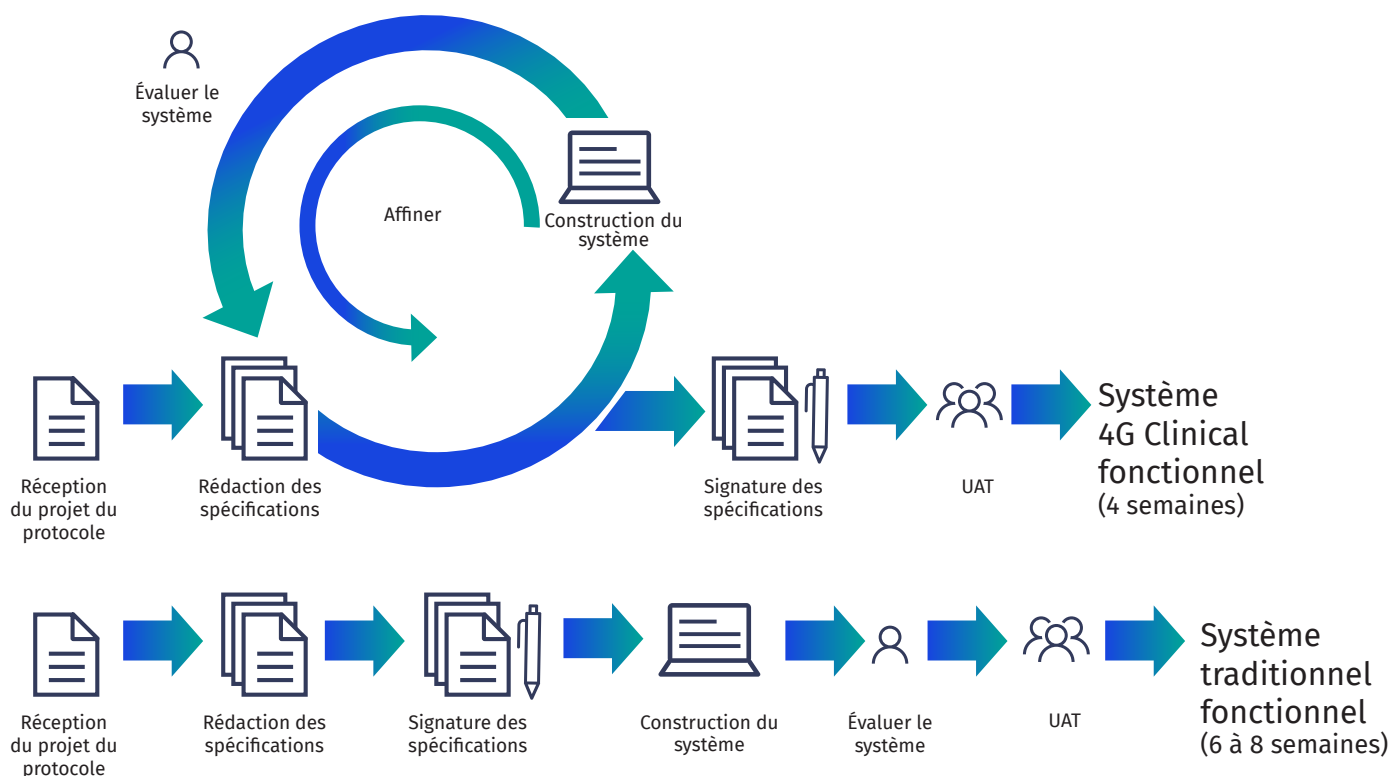 Évaluer le
système
Affiner
Construction du
système
Réception
du projet du
protocole
Rédaction des
spécifications
Signature des
spécifications
UAT
Système
4G Clinical
fonctionnel
(4 semaines)
Réception
du projet du
protocole
Rédaction des
spécifications
Signature des
spécifications
Construction du
système
Évaluer le
système
UAT
Système
traditionnel
fonctionnel
(6 à 8 semaines)